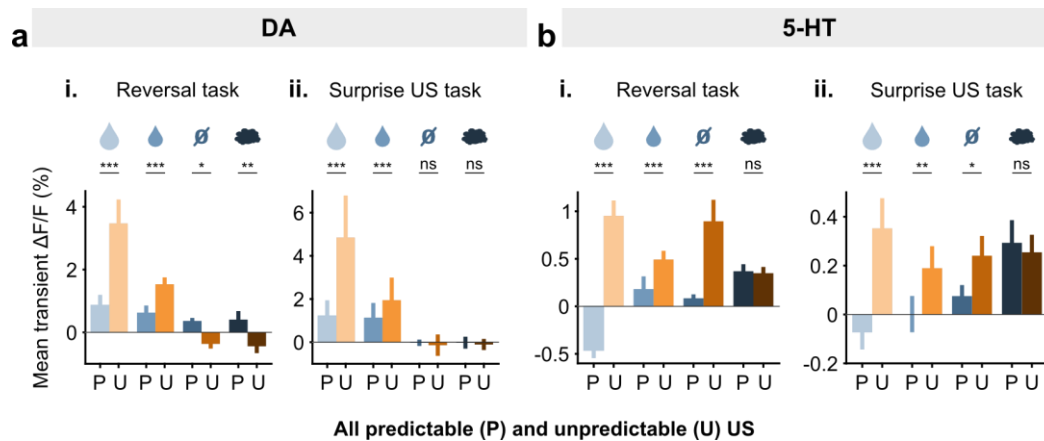 a DA b 5-HT
i. Reversal task ii. Surprise US task i. Reversal task ii. Surprise US task
Ø Ø Ø Ø
*** *** * ** *** *** ns ns *** *** *** ns *** ** * ns
Mean transient ΔF/F (%)
4
2
0
6
4
2
0
1
0.5
0
-0.5
0.4
0.2
0
-0.2
P U P U P U P U P U P U P U P U P U P U P U P U P U P U P U P U
All predictable (P) and unpredictable (U) US